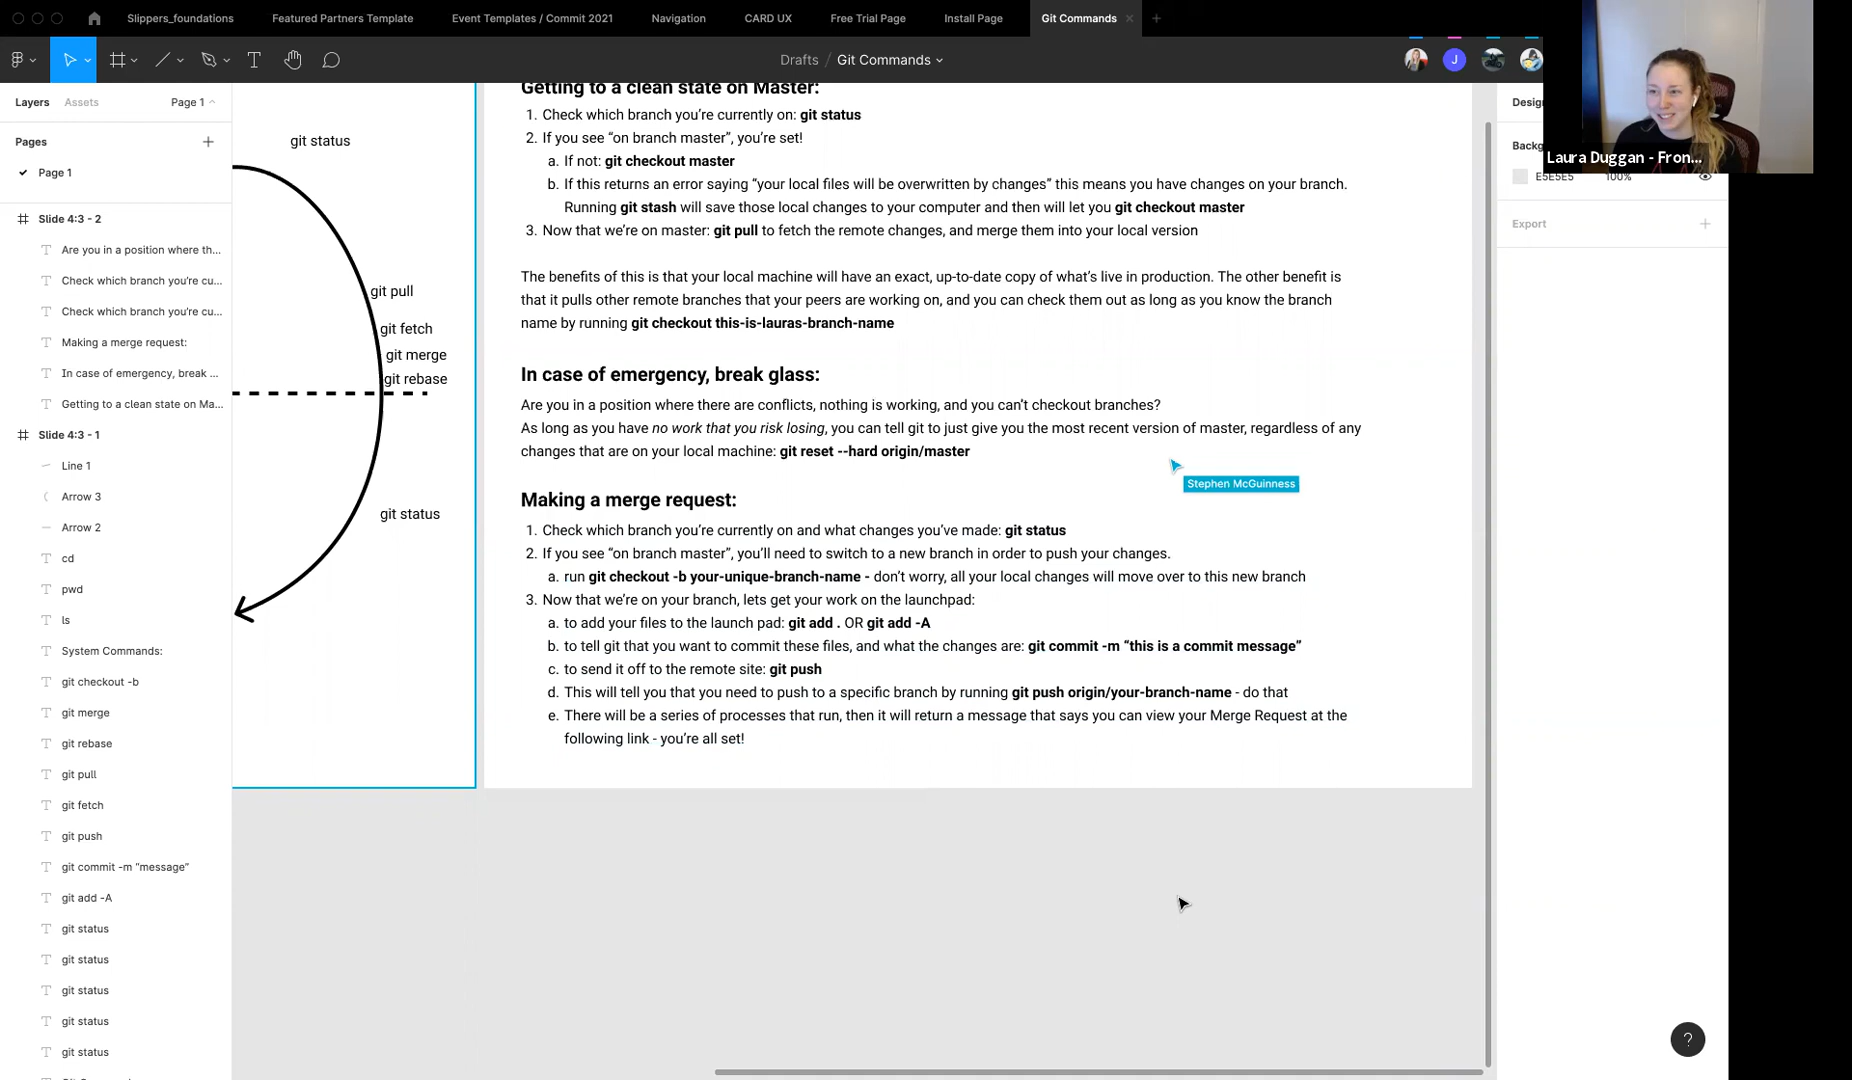 Slippers_foundations
Featured Partners Template
Event Templates / Commit 2021
Navigation
CARD UX
Free Trial Page
Install Page
Git Commands
Drafts / Git Commands
J
Layers
Assets
Page 1
Pages
Page 1
Slide 4:3 - 2
Are you in a position where th...
Check which branch you're cu...
Check which branch you're cu...
Making a merge request:
In case of emergency, break ...
Getting to a clean state on Ma...
Slide 4:3 - 1
Line 1
Arrow 3
Arrow 2
cd
pwd
ls
System Commands:
git checkout -b
git merge
git rebase
git pull
git fetch
git push
git commit -m "message"
git add -A
git status
git status
git status
git status
git status
git status
git pull
git fetch
git merge
git rebase
git status
Getting to a clean state on Master:
1. Check which branch you're currently on: git status
2. If you see “on branch master”, you're set!
a. If not: git checkout master
b. If this returns an error saying “your local files will be overwritten by changes” this means you have changes on your branch.
Running git stash will save those local changes to your computer and then will let you git checkout master
3. Now that we're on master: git pull to fetch the remote changes, and merge them into your local version
The benefits of this is that your local machine will have an exact, up-to-date copy of what's live in production. The other benefit is
that it pulls other remote branches that your peers are working on, and you can check them out as long as you know the branch
name by running git checkout this-is-lauras-branch-name
In case of emergency, break glass:
Are you in a position where there are conflicts, nothing is working, and you can't checkout branches?
As long as you have no work that you risk losing, you can tell git to just give you the most recent version of master, regardless of any
changes that are on your local machine: git reset --hard origin/master
Stephen McGuinness
Making a merge request:
1. Check which branch you're currently on and what changes you've made: git status
2. If you see “on branch master”, you'll need to switch to a new branch in order to push your changes.
a. run git checkout -b your-unique-branch-name - don't worry, all your local changes will move over to this new branch
3. Now that we're on your branch, lets get your work on the launchpad:
a. to add your files to the launch pad: git add . OR git add -A
b. to tell git that you want to commit these files, and what the changes are: git commit -m “this is a commit message”
c. to send it off to the remote site: git push
d. This will tell you that you need to push to a specific branch by running git push origin/your-branch-name - do that
e. There will be a series of processes that run, then it will return a message that says you can view your Merge Request at the
following link - you're all set!
Laura Duggan - Fron...
E5E5E5
100%
Export
?